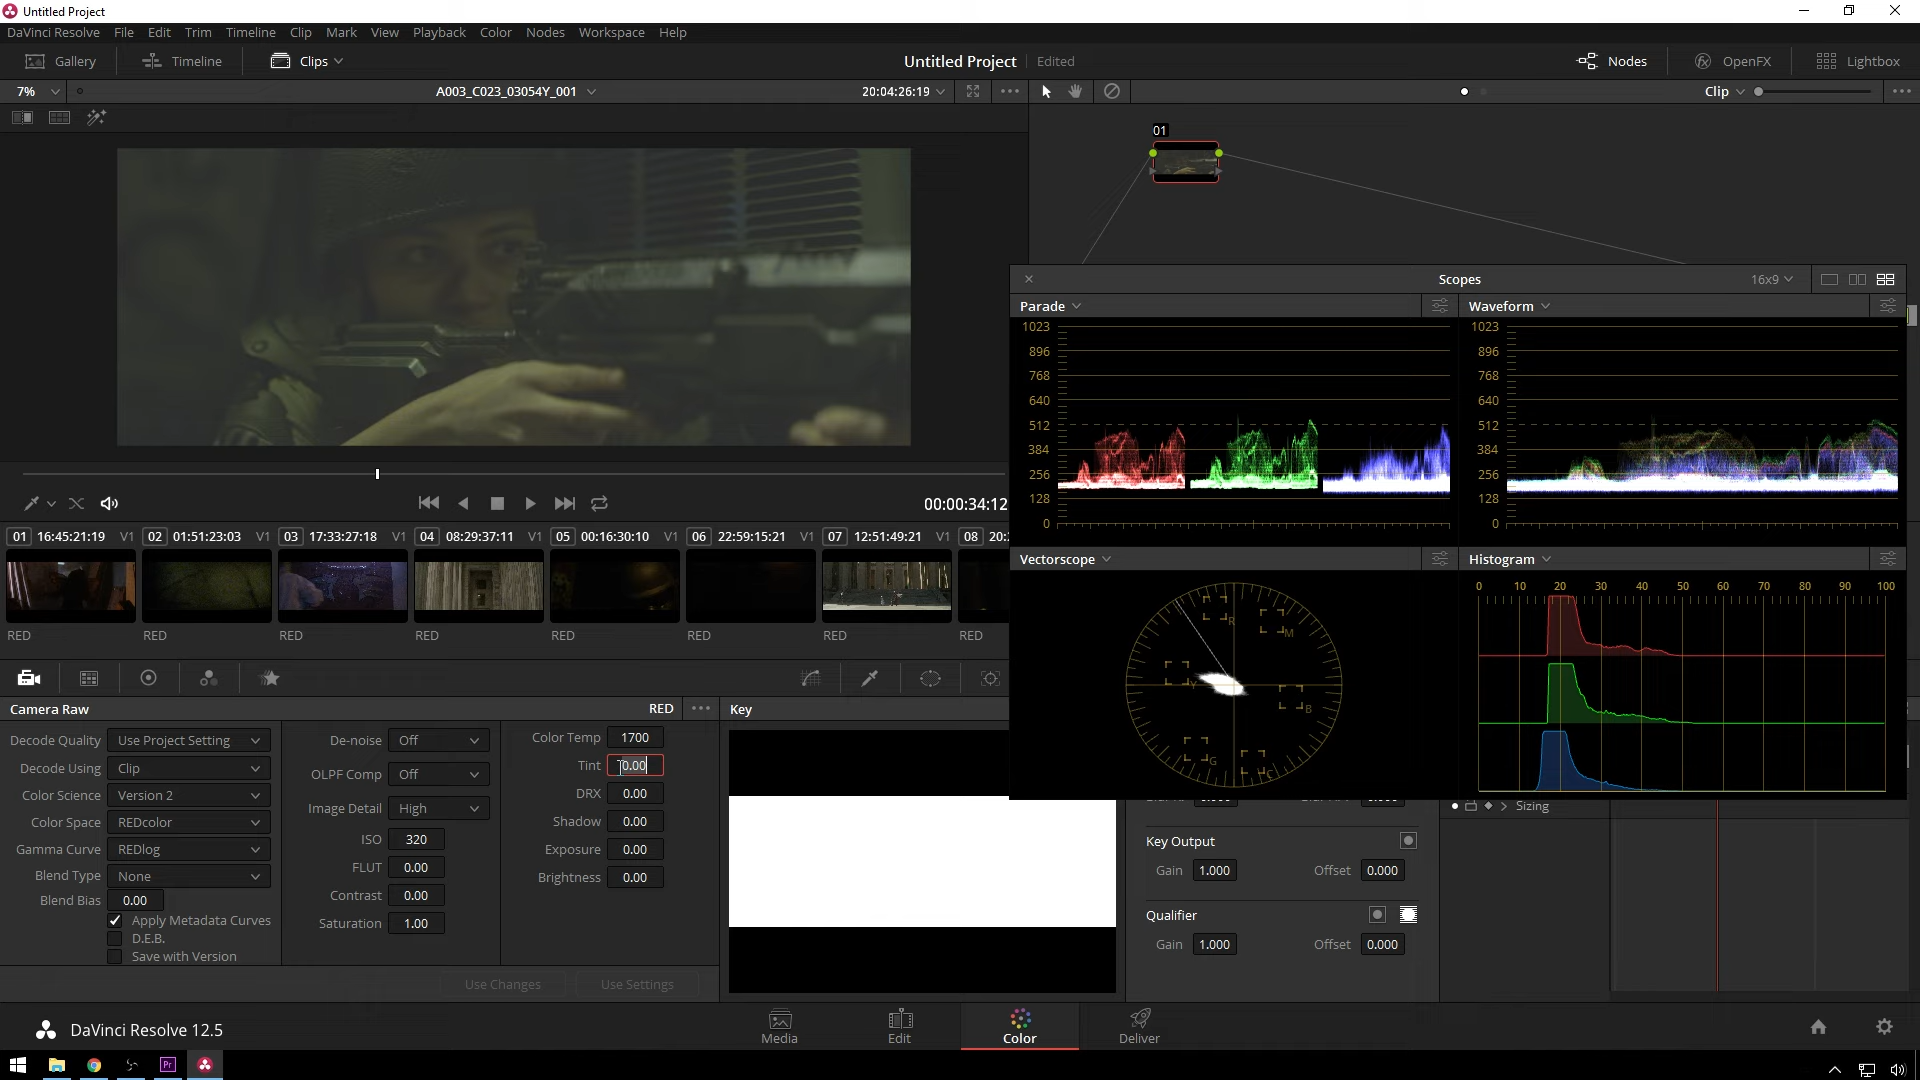 Untitled Project
DaVinci Resolve File Edit Trim Timeline Clip Mark View Playback Color Nodes Workspace Help
Gallery Timeline Clips Untitled Project Edited Nodes OpenFX Lightbox
7% A003_C023_03054Y_001 20:04:26:19 Clip
01
Scopes 16x9
Parade Waveform
1023 1023
896 896
768 768
640 640
512 512
384 384
256 256
128 128
0 0
00:00:34:12
01 16:45:21:19 V1 02 01:51:23:03 V1 03 17:33:27:18 V1 04 08:29:37:11 V1 05 00:16:30:10 V1 06 22:59:15:21 V1 07 12:51:49:21 V1 08 20:2
RED RED RED RED RED RED RED RED
Vectorscope Histogram
0 10 20 30 40 50 60 70 80 90 100
R M
Y B
G C
Camera Raw RED Key
Decode Quality Use Project Setting
Decode Using Clip
Color Science Version 2
Color Space REDcolor
Gamma Curve REDlog
Blend Type None
Blend Bias 0.00
Apply Metadata Curves
D.E.B.
Save with Version
De-noise Off
OLPF Comp Off
Image Detail High
ISO 320
FLUT 0.00
Contrast 0.00
Saturation 1.00
Color Temp 1700
Tint 0.00
DRX 0.00
Shadow 0.00
Exposure 0.00
Brightness 0.00
Use Changes Use Settings
Key Output
Gain 1.000 Offset 0.000
Qualifier
Gain 1.000 Offset 0.000
Sizing
DaVinci Resolve 12.5
Media Edit Color Deliver
Pr